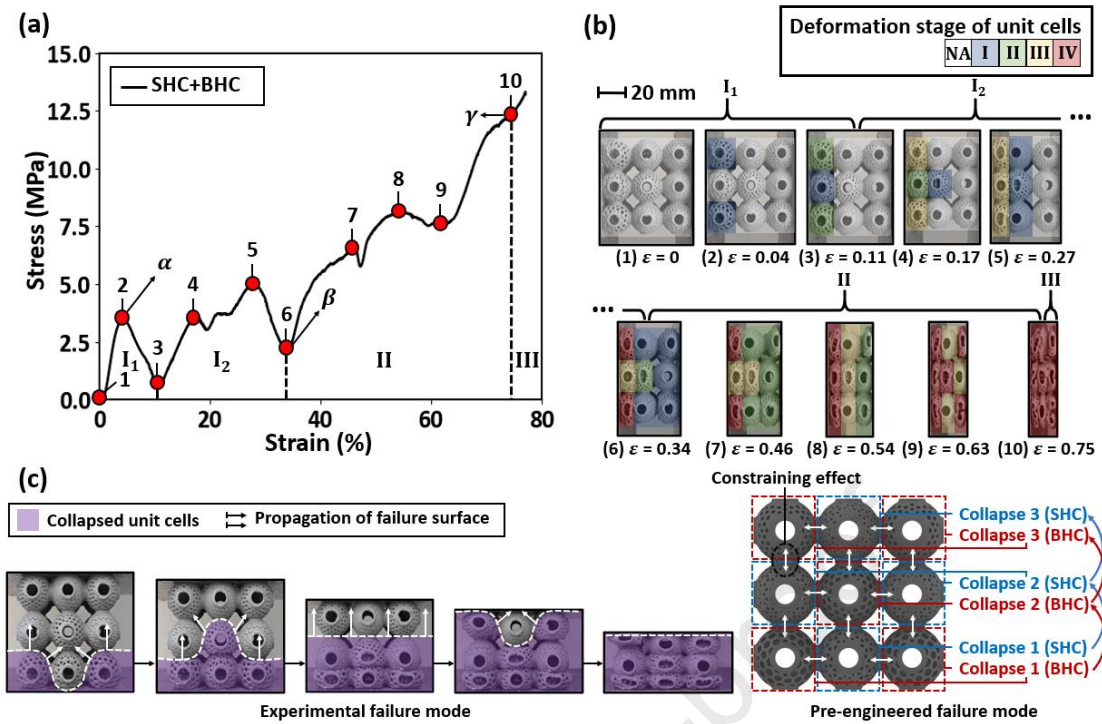 (a)
15.0
12.5
10.0
7.5
5.0
2.5
0.0
Stress (MPa)
SHC+BHC
1
2
3
4
5
6
7
8
9
10
α
β
γ
I₁
I₂
II
III
0
20
40
60
80
Strain (%)
(b)
Deformation stage of unit cells
NA I II III IV
20 mm
I₁
I₂
...
(1) ε = 0
(2) ε = 0.04
(3) ε = 0.11
(4) ε = 0.17
(5) ε = 0.27
...
II
III
(6) ε = 0.34
(7) ε = 0.46
(8) ε = 0.54
(9) ε = 0.63
(10) ε = 0.75
(c)
Collapsed unit cells
Propagation of failure surface
Experimental failure mode
Constraining effect
Collapse 3 (SHC)
Collapse 3 (BHC)
Collapse 2 (SHC)
Collapse 2 (BHC)
Collapse 1 (SHC)
Collapse 1 (BHC)
Pre-engineered failure mode